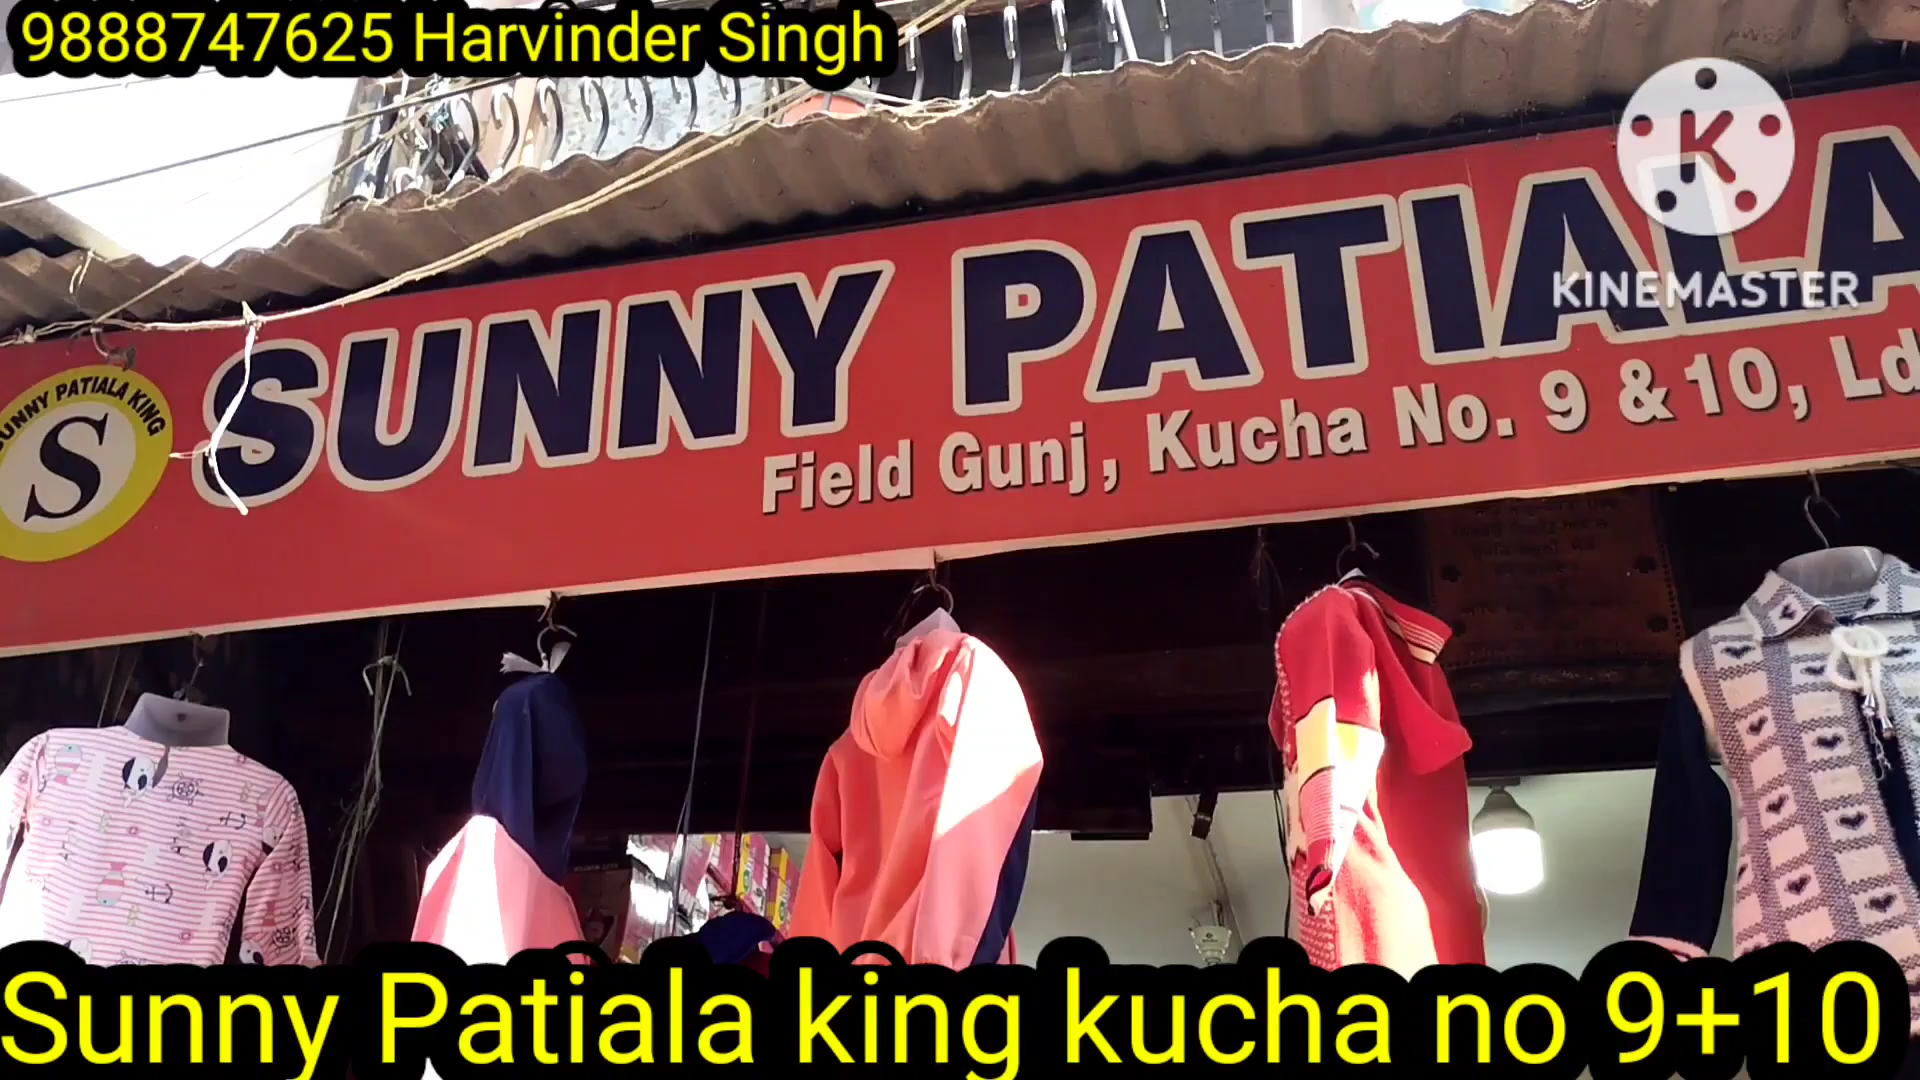 9888747625 Harvinder Singh
K
KINEMASTER
SUNNY PATIALA
Field Gunj, Kucha No. 9 & 10, Ld
SUNNY PATIALA KING
S
Sunny Patiala king kucha no 9+10